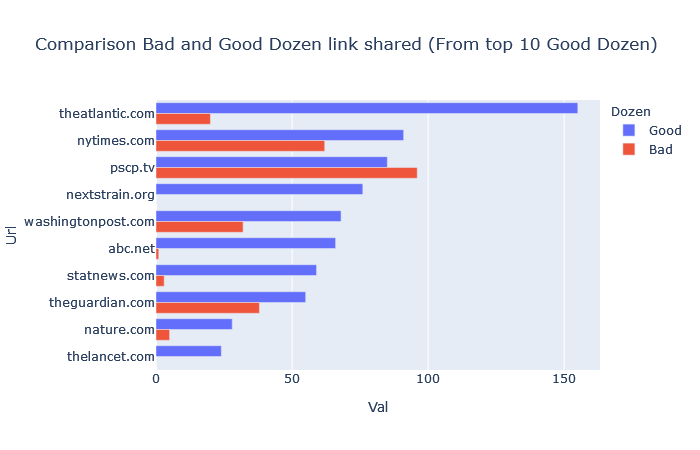 Comparison Bad and Good Dozen link shared (From top 10 Good Dozen)
Dozen
Good
Bad
Url
theatlantic.com
nytimes.com
pscp.tv
nextstrain.org
washingtonpost.com
abc.net
statnews.com
theguardian.com
nature.com
thelancet.com
0 50 100 150
Val